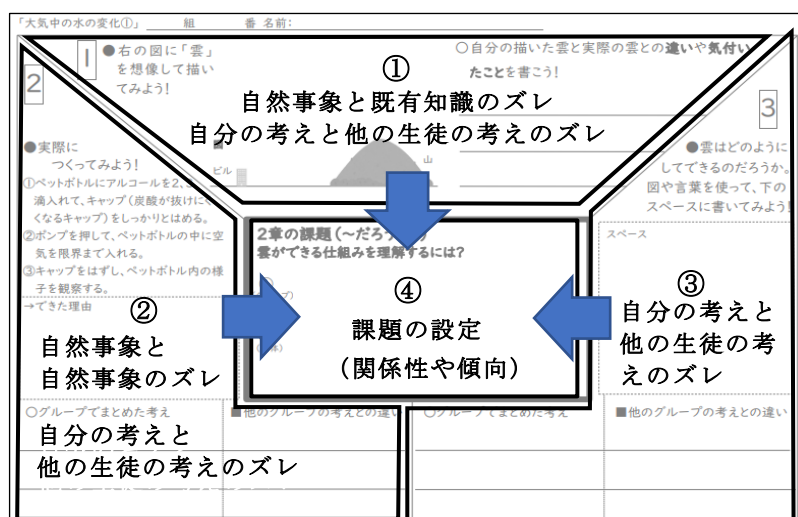 「大気中の水の変化①」 組 番 名前:
1
●右の図に「雲」
を想像して描い
てみよう!
○自分の描いた雲と実際の雲との違いや気付い
たことを書こう!
①
自然事象と既有知識のズレ
自分の考えと他の生徒の考えのズレ
ビル
山
2
●実際に
つくってみよう!
①ペットボトルにアルコールを2、3
滴入れて、キャップ(炭酸が抜けにく
くなるキャップ)をしっかりとはめる。
②ポンプを押して、ペットボトルの中に空
気を限界まで入れる。
③キャップをはずし、ペットボトル内の様
子を観察する。
→できた理由
②
自然事象と
自然事象のズレ
○グループでまとめた考え
■他のグループの考えとの違い
自分の考えと
他の生徒の考えのズレ
2章の課題(~だろう
雲ができる仕組みを理解するには?
④
課題の設定
(関係性や傾向)
3
●雲はどのように
してできるのだろうか。
図や言葉を使って、下の
スペースに書いてみよう!
スペース
③
自分の考えと
他の生徒の考
えのズレ
○グループでまとめた考え
■他のグループの考えとの違い